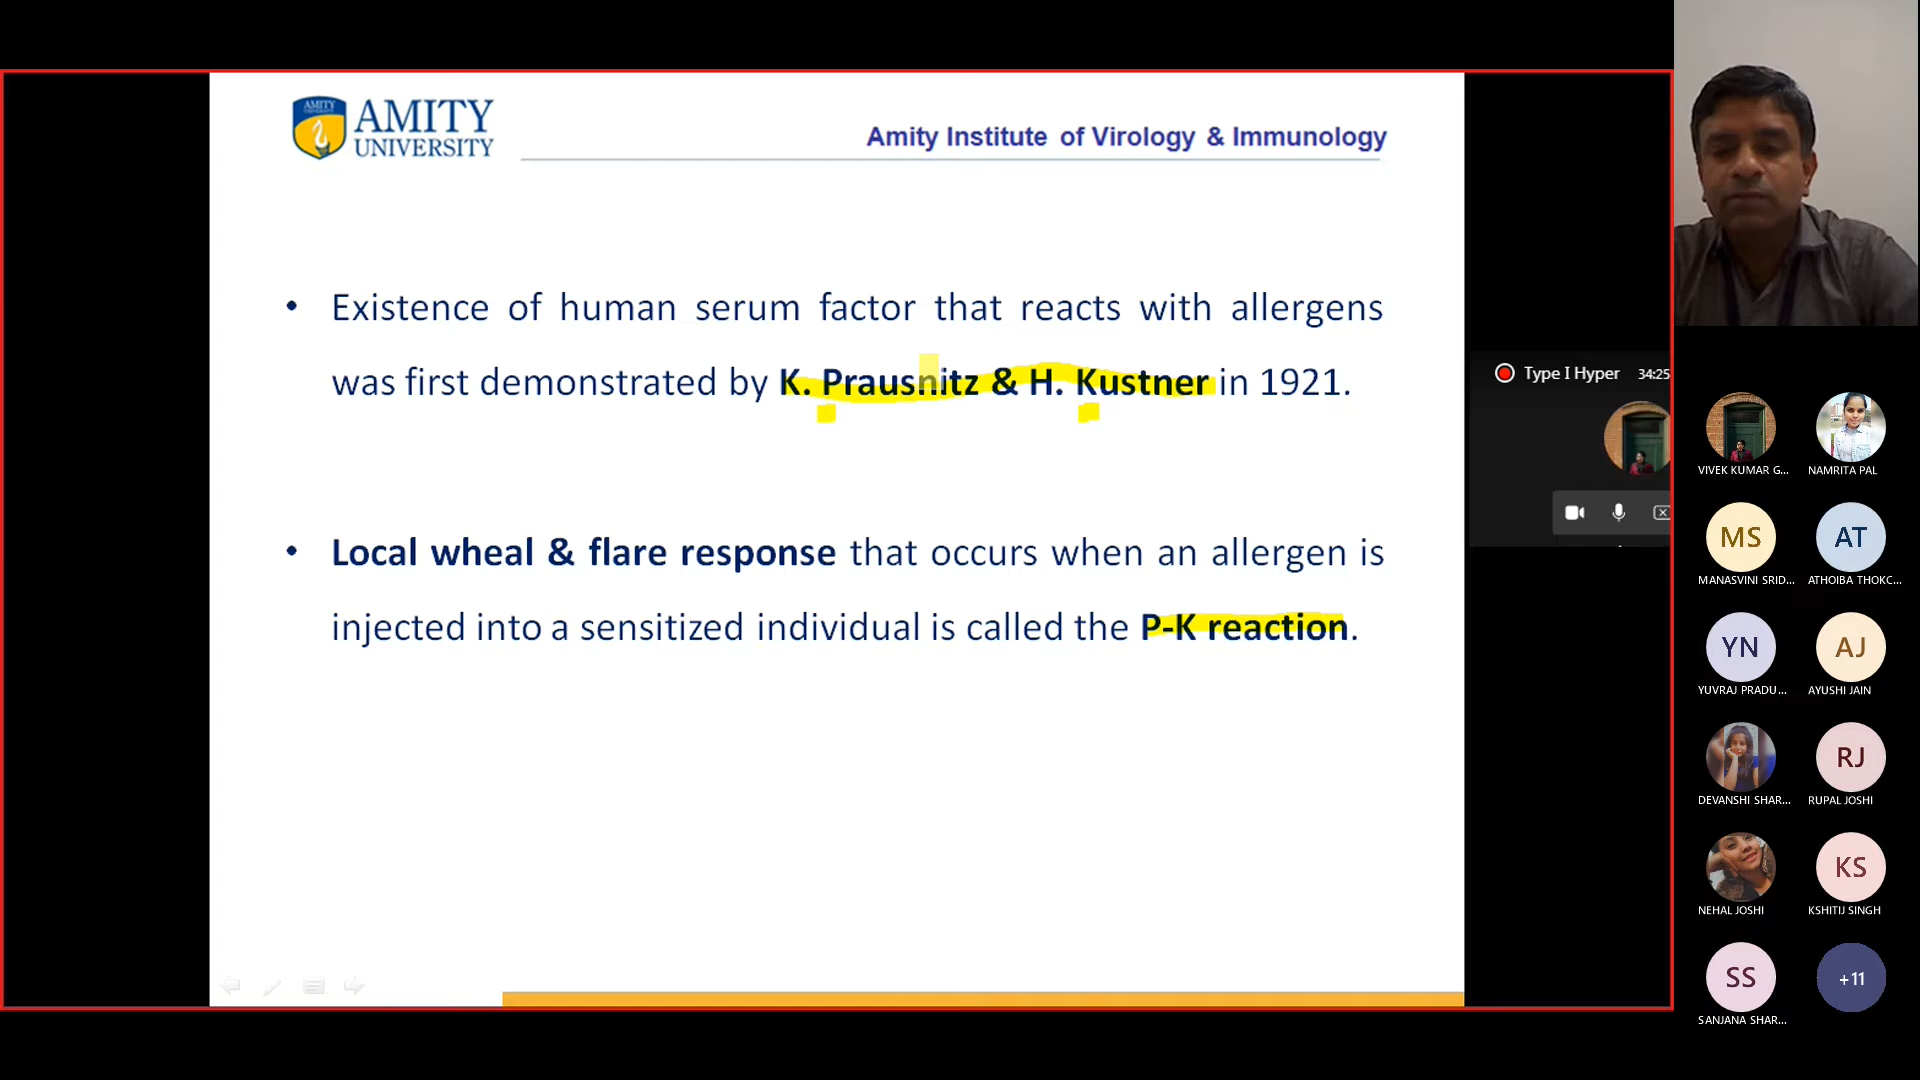 AMITY
AMITY
UNIVERSITY
Amity Institute of Virology & Immunology
• Existence of human serum factor that reacts with allergens
was first demonstrated by K. Prausnitz & H. Kustner in 1921.
• Local wheal & flare response that occurs when an allergen is
injected into a sensitized individual is called the P-K reaction.
Type I Hyper 34:25
VIVEK KUMAR G...
NAMRITA PAL
MS
AT
MANASVINI SRID...
ATHOIBA THOKC...
YN
AJ
YUVRAJ PRADU...
AYUSHI JAIN
RJ
DEVANSHI SHAR...
RUPAL JOSHI
KS
NEHAL JOSHI
KSHITIJ SINGH
SS
+11
SANJANA SHAR...